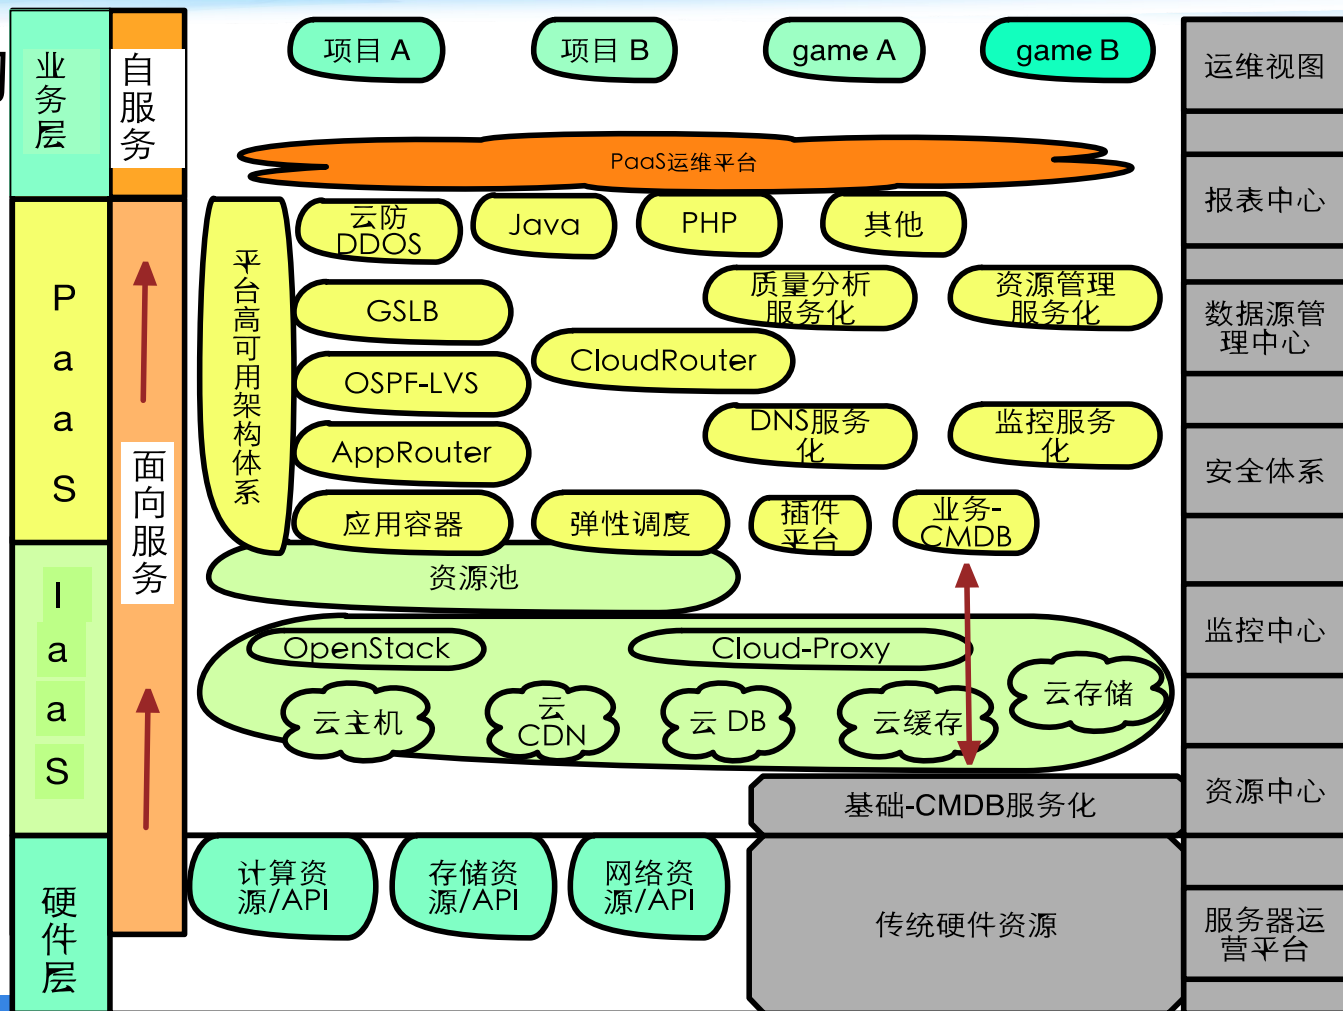 业
务
层
自
服
务
项目 A
项目 B
game A
game B
PaaS运维平台
P
a
a
S
面
向
服
务
平
台
高
可
用
架
构
体
系
云防
DDOS
Java
PHP
其他
GSLB
质量分析
服务化
资源管理
服务化
CloudRouter
OSPF-LVS
DNS服务
化
监控服务
化
AppRouter
应用容器
弹性调度
插件
平台
业务-
CMDB
I
a
a
S
资源池
OpenStack
Cloud-Proxy
云主机
云
CDN
云 DB
云缓存
云存储
基础-CMDB服务化
硬
件
层
计算资
源/API
存储资
源/API
网络资
源/API
传统硬件资源
运维视图
报表中心
数据源管
理中心
安全体系
监控中心
资源中心
服务器运
营平台